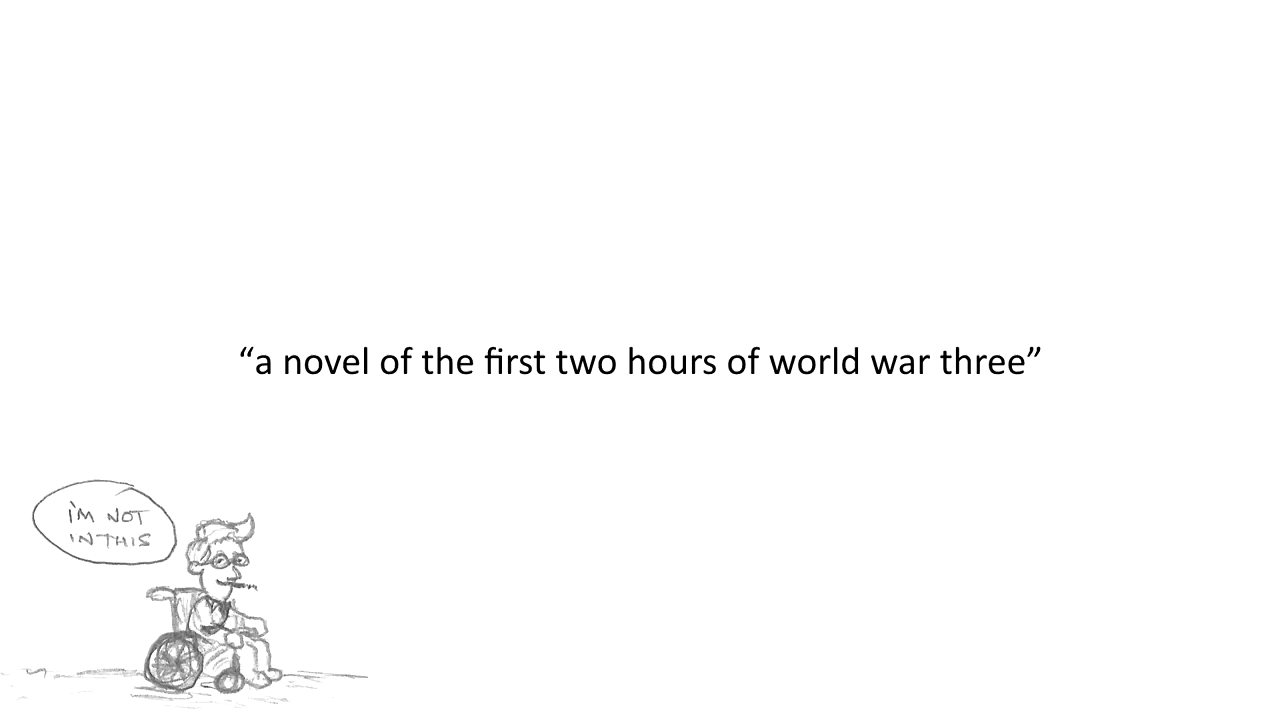 “a novel of the first two hours of world war three”
I'M NOT
IN THIS